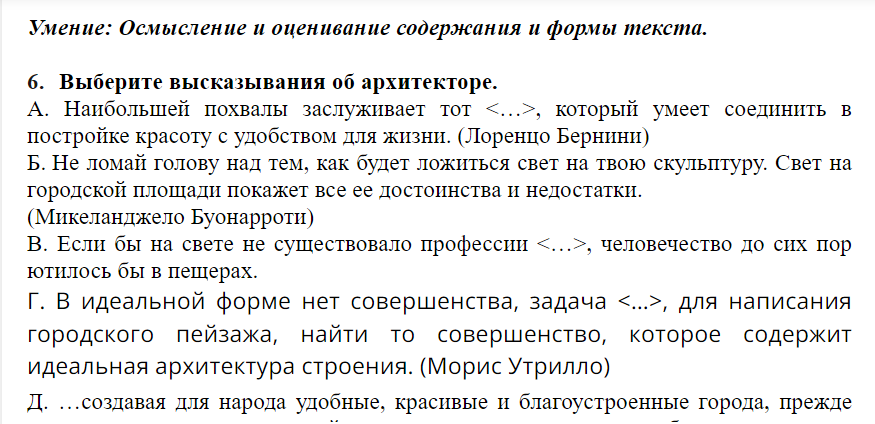 Умение: Осмысление и оценивание содержания и формы текста.
6. Выберите высказывания об архитекторе.
А. Наибольшей похвалы заслуживает тот <…>, который умеет соединить в
постройке красоту с удобством для жизни. (Лоренцо Бернини)
Б. Не ломай голову над тем, как будет ложиться свет на твою скульптуру. Свет на
городской площади покажет все ее достоинства и недостатки.
(Микеланджело Буонарроти)
В. Если бы на свете не существовало профессии <…>, человечество до сих пор
ютилось бы в пещерах.
Г. В идеальной форме нет совершенства, задача <…>, для написания
городского пейзажа, найти то совершенство, которое содержит
идеальная архитектура строения. (Морис Утрилло)
Д. …создавая для народа удобные, красивые и благоустроенные города, прежде